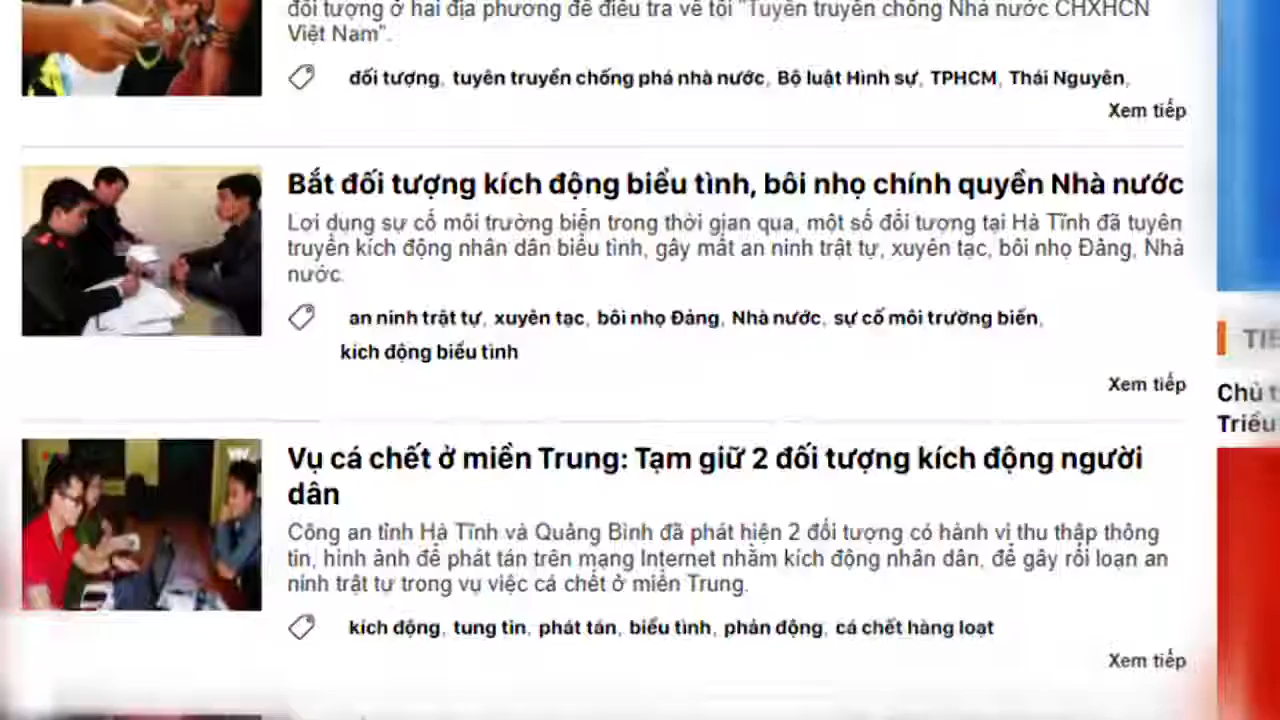 đối tượng ở hai địa phương để điều tra về tội "Tuyên truyền chống Nhà nước CHXHCN
Việt Nam".
đối tượng, tuyên truyền chống phá nhà nước, Bộ luật Hình sự, TPHCM, Thái Nguyên,
Xem tiếp
Bắt đối tượng kích động biểu tình, bôi nhọ chính quyền Nhà nước
Lợi dụng sự cố môi trường biển trong thời gian qua, một số đối tượng tại Hà Tĩnh đã tuyên
truyền kích động nhân dân biểu tình, gây mất an ninh trật tự, xuyên tạc, bôi nhọ Đảng, Nhà
nước.
an ninh trật tự, xuyên tạc, bôi nhọ Đảng, Nhà nước, sự cố môi trường biển,
kích động biểu tình
Xem tiếp
Vụ cá chết ở miền Trung: Tạm giữ 2 đối tượng kích động người
dân
Công an tỉnh Hà Tĩnh và Quảng Bình đã phát hiện 2 đối tượng có hành vi thu thập thông
tin, hình ảnh để phát tán trên mạng Internet nhằm kích động nhân dân, để gây rối loạn an
ninh trật tự trong vụ việc cá chết ở miền Trung.
kích động, tung tin, phát tán, biểu tình, phản động, cá chết hàng loạt
Xem tiếp
Chủ
Triều